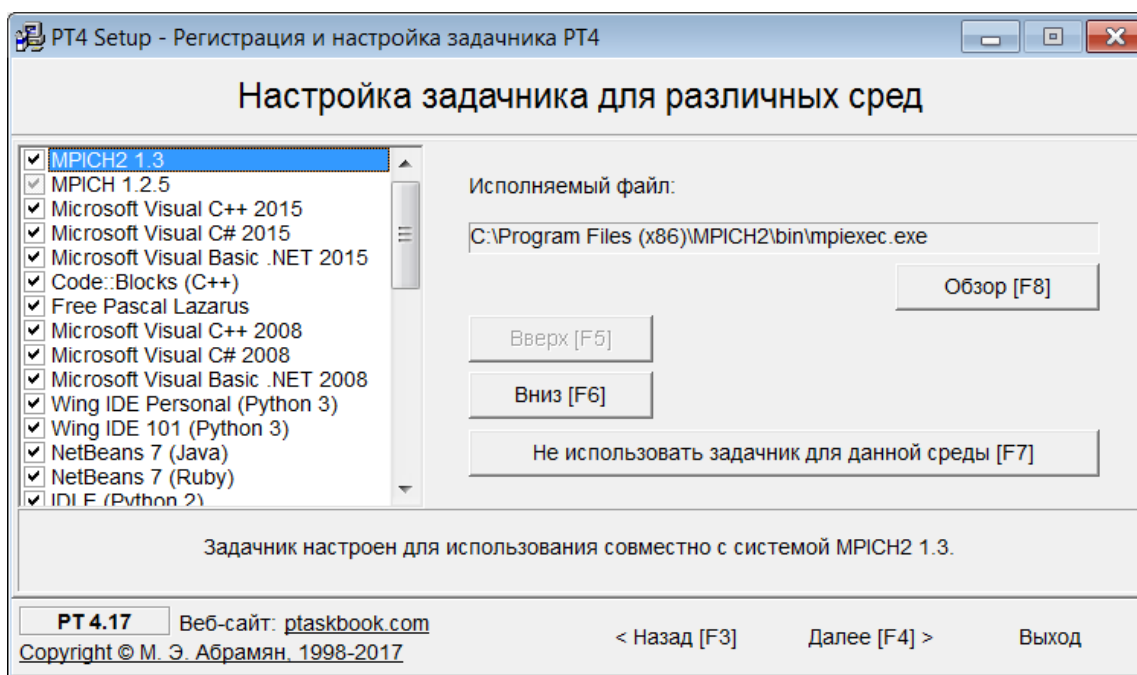 PT4 Setup - Регистрация и настройка задачника PT4
Настройка задачника для различных сред
MPICH2 1.3
MPICH 1.2.5
Microsoft Visual C++ 2015
Microsoft Visual C# 2015
Microsoft Visual Basic .NET 2015
Code::Blocks (C++)
Free Pascal Lazarus
Microsoft Visual C++ 2008
Microsoft Visual C# 2008
Microsoft Visual Basic .NET 2008
Wing IDE Personal (Python 3)
Wing IDE 101 (Python 3)
NetBeans 7 (Java)
NetBeans 7 (Ruby)
IDLE (Python 2)
Исполняемый файл:
C:\Program Files (x86)\MPICH2\bin\mpiexec.exe
Обзор [F8]
Вверх [F5]
Вниз [F6]
Не использовать задачник для данной среды [F7]
Задачник настроен для использования совместно с системой MPICH2 1.3.
PT 4.17 Веб-сайт: ptaskbook.com
Copyright © М. Э. Абрамян, 1998-2017
< Назад [F3] Далее [F4] > Выход